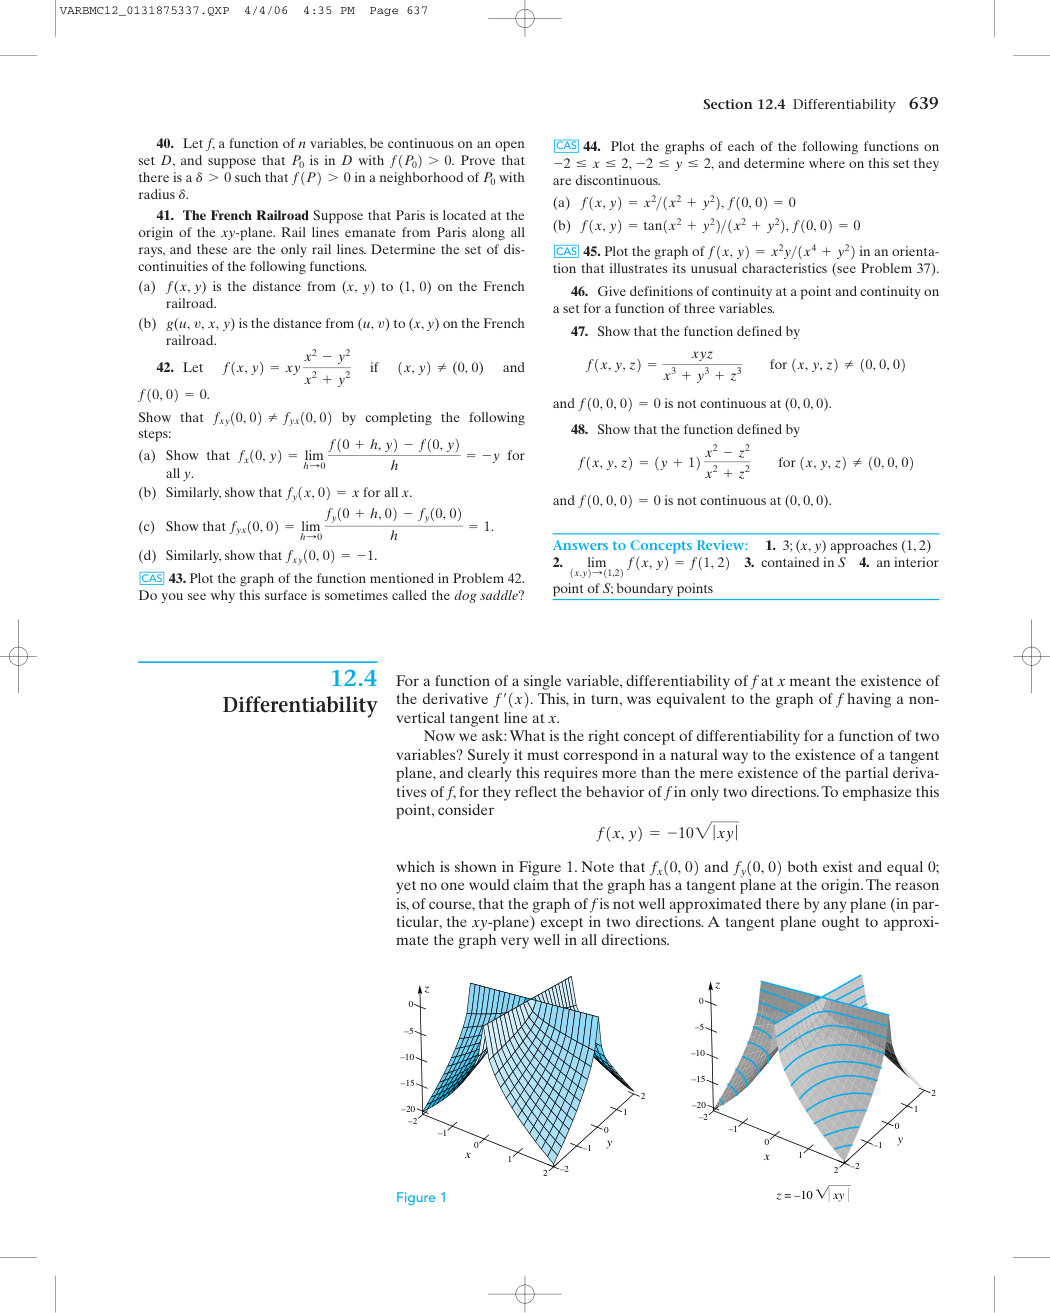 VARBMC12_0131875337.QXP 4/4/06 4:35 PM Page 637
Section 12.4 Differentiability 639
40. Let f, a function of n variables, be continuous on an open
set D, and suppose that P₀ is in D with f(P₀) > 0. Prove that
there is a δ > 0 such that f(P) > 0 in a neighborhood of P₀ with
radius δ.
41. The French Railroad Suppose that Paris is located at the
origin of the xy-plane. Rail lines emanate from Paris along all
rays, and these are the only rail lines. Determine the set of dis-
continuities of the following functions.
(a) f(x, y) is the distance from (x, y) to (1, 0) on the French
railroad.
(b) g(u, v, x, y) is the distance from (u, v) to (x, y) on the French
railroad.
42. Let f(x, y) = xy (x² − y²)/(x² + y²) if (x, y) ≠ (0, 0) and
f(0, 0) = 0.
Show that fxy(0, 0) ≠ fyx(0, 0) by completing the following
steps:
(a) Show that fx(0, y) = lim h→0 (f(0 + h, y) − f(0, y))/h = −y for
all y.
(b) Similarly, show that fy(x, 0) = x for all x.
(c) Show that fyx(0, 0) = lim h→0 (fy(0 + h, 0) − fy(0, 0))/h = 1.
(d) Similarly, show that fxy(0, 0) = −1.
CAS 43. Plot the graph of the function mentioned in Problem 42.
Do you see why this surface is sometimes called the dog saddle?
CAS 44. Plot the graphs of each of the following functions on
−2 ≤ x ≤ 2, −2 ≤ y ≤ 2, and determine where on this set they
are discontinuous.
(a) f(x, y) = x²/(x² + y²), f(0, 0) = 0
(b) f(x, y) = tan(x² + y²)/(x² + y²), f(0, 0) = 0
CAS 45. Plot the graph of f(x, y) = x²y/(x⁴ + y²) in an orienta-
tion that illustrates its unusual characteristics (see Problem 37).
46. Give definitions of continuity at a point and continuity on
a set for a function of three variables.
47. Show that the function defined by
f(x, y, z) = xyz/(x³ + y³ + z³) for (x, y, z) ≠ (0, 0, 0)
and f(0, 0, 0) = 0 is not continuous at (0, 0, 0).
48. Show that the function defined by
f(x, y, z) = (y + 1) (x² − z²)/(x² + z²) for (x, y, z) ≠ (0, 0, 0)
and f(0, 0, 0) = 0 is not continuous at (0, 0, 0).
Answers to Concepts Review: 1. 3; (x, y) approaches (1, 2)
2. lim (x,y)→(1,2) f(x, y) = f(1, 2) 3. contained in S 4. an interior
point of S; boundary points
12.4
Differentiability
For a function of a single variable, differentiability of f at x meant the existence of
the derivative f′(x). This, in turn, was equivalent to the graph of f having a non-
vertical tangent line at x.
Now we ask: What is the right concept of differentiability for a function of two
variables? Surely it must correspond in a natural way to the existence of a tangent
plane, and clearly this requires more than the mere existence of the partial deriva-
tives of f, for they reflect the behavior of f in only two directions. To emphasize this
point, consider
f(x, y) = −10√|xy|
which is shown in Figure 1. Note that fx(0, 0) and fy(0, 0) both exist and equal 0;
yet no one would claim that the graph has a tangent plane at the origin. The reason
is, of course, that the graph of f is not well approximated there by any plane (in par-
ticular, the xy-plane) except in two directions. A tangent plane ought to approxi-
mate the graph very well in all directions.
z
0
–5
–10
–15
–20
–2
–1
0
x
1
2
–2
–1
0
y
1
2
z
0
–5
–10
–15
–20
–2
–1
0
x
1
2
–2
–1
0
y
1
2
Figure 1
z = –10 √| xy |